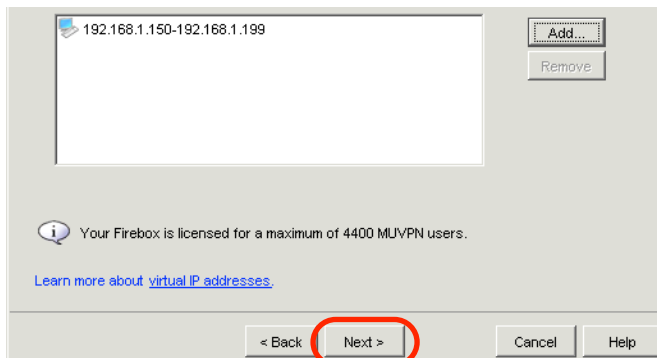 192.168.1.150-192.168.1.199
Add...
Remove
Your Firebox is licensed for a maximum of 4400 MUVPN users.
Learn more about virtual IP addresses.
< Back Next > Cancel Help